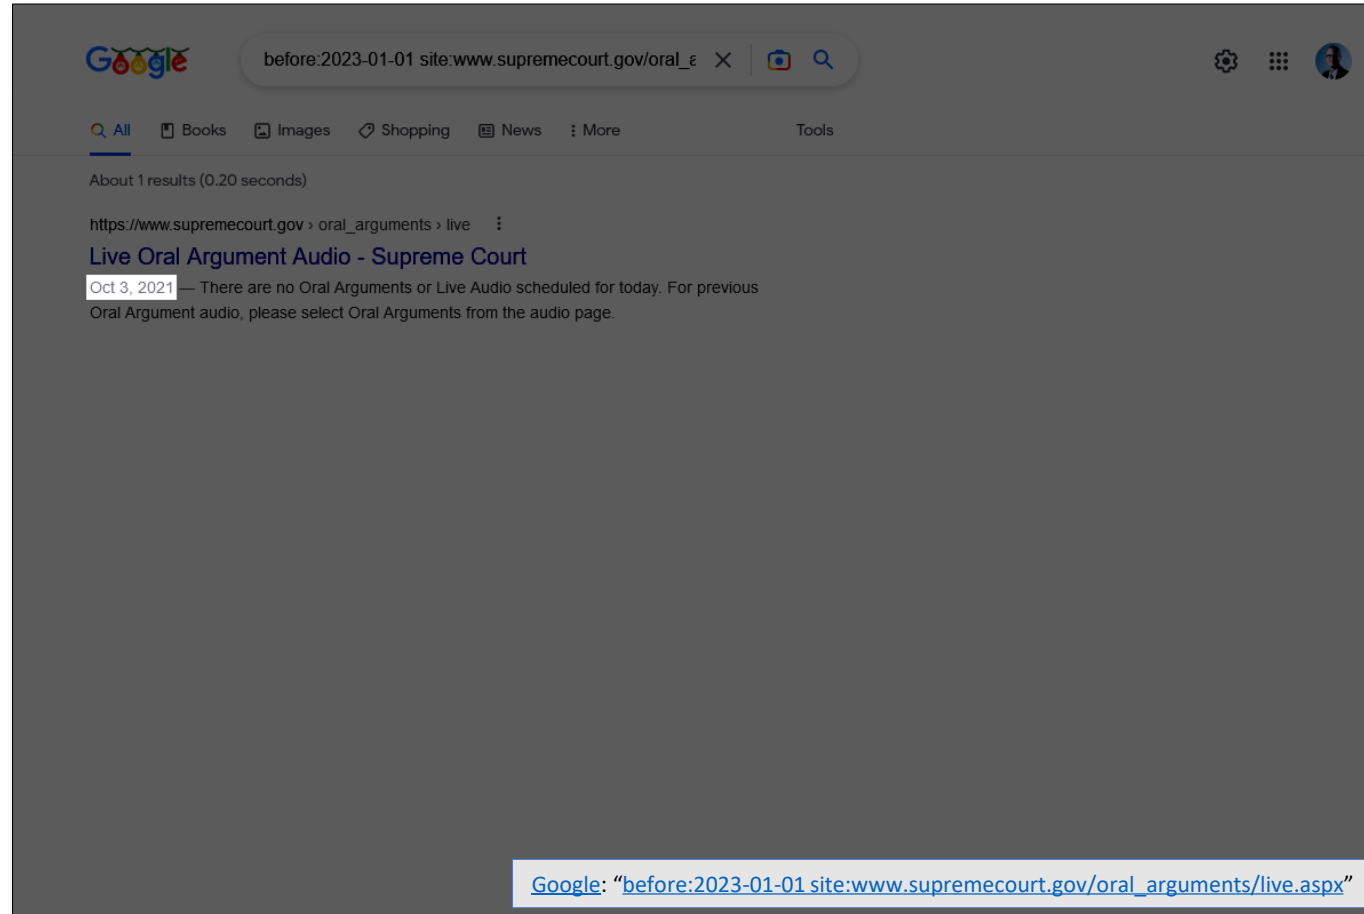 Google
before:2023-01-01 site:www.supremecourt.gov/oral_a
All Books Images Shopping News More Tools
About 1 results (0.20 seconds)
https://www.supremecourt.gov › oral_arguments › live
Live Oral Argument Audio - Supreme Court
Oct 3, 2021 — There are no Oral Arguments or Live Audio scheduled for today. For previous
Oral Argument audio, please select Oral Arguments from the audio page.
Google: “before:2023-01-01 site:www.supremecourt.gov/oral_arguments/live.aspx”